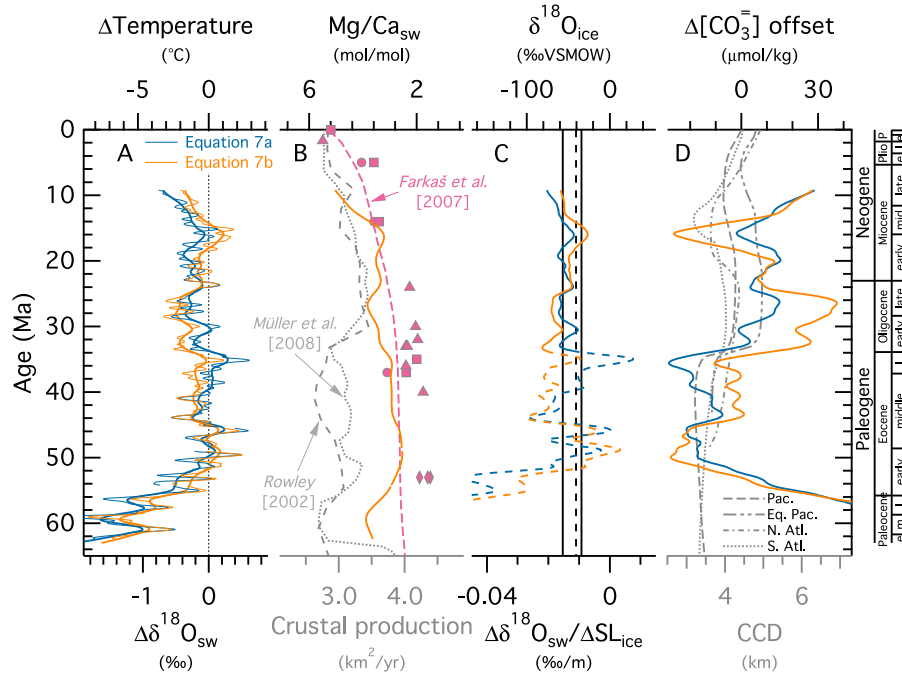 ΔTemperature
(°C)
-5 0
Mg/Ca_sw
(mol/mol)
6 4 2
δ¹⁸O_ice
(‰VSMOW)
-100 0
Δ[CO₃⁼] offset
(μmol/kg)
0 30
Equation 7a
Equation 7b
A
B
C
D
Farkaš et al.
[2007]
Müller et al.
[2008]
Rowley
[2002]
Age (Ma)
0
10
20
30
40
50
60
Pac.
Eq. Pac.
N. Atl.
S. Atl.
Neogene
Paleogene
Plio
P
Miocene
Oligocene
Eocene
Paleocene
late
mid
early
late
early
l
middle
early
l
m
e
-1 0
Δδ¹⁸O_sw
(‰)
3.0 4.0
Crustal production
(km²/yr)
-0.04 0
Δδ¹⁸O_sw/ΔSL_ice
(‰/m)
2 4 6
CCD
(km)